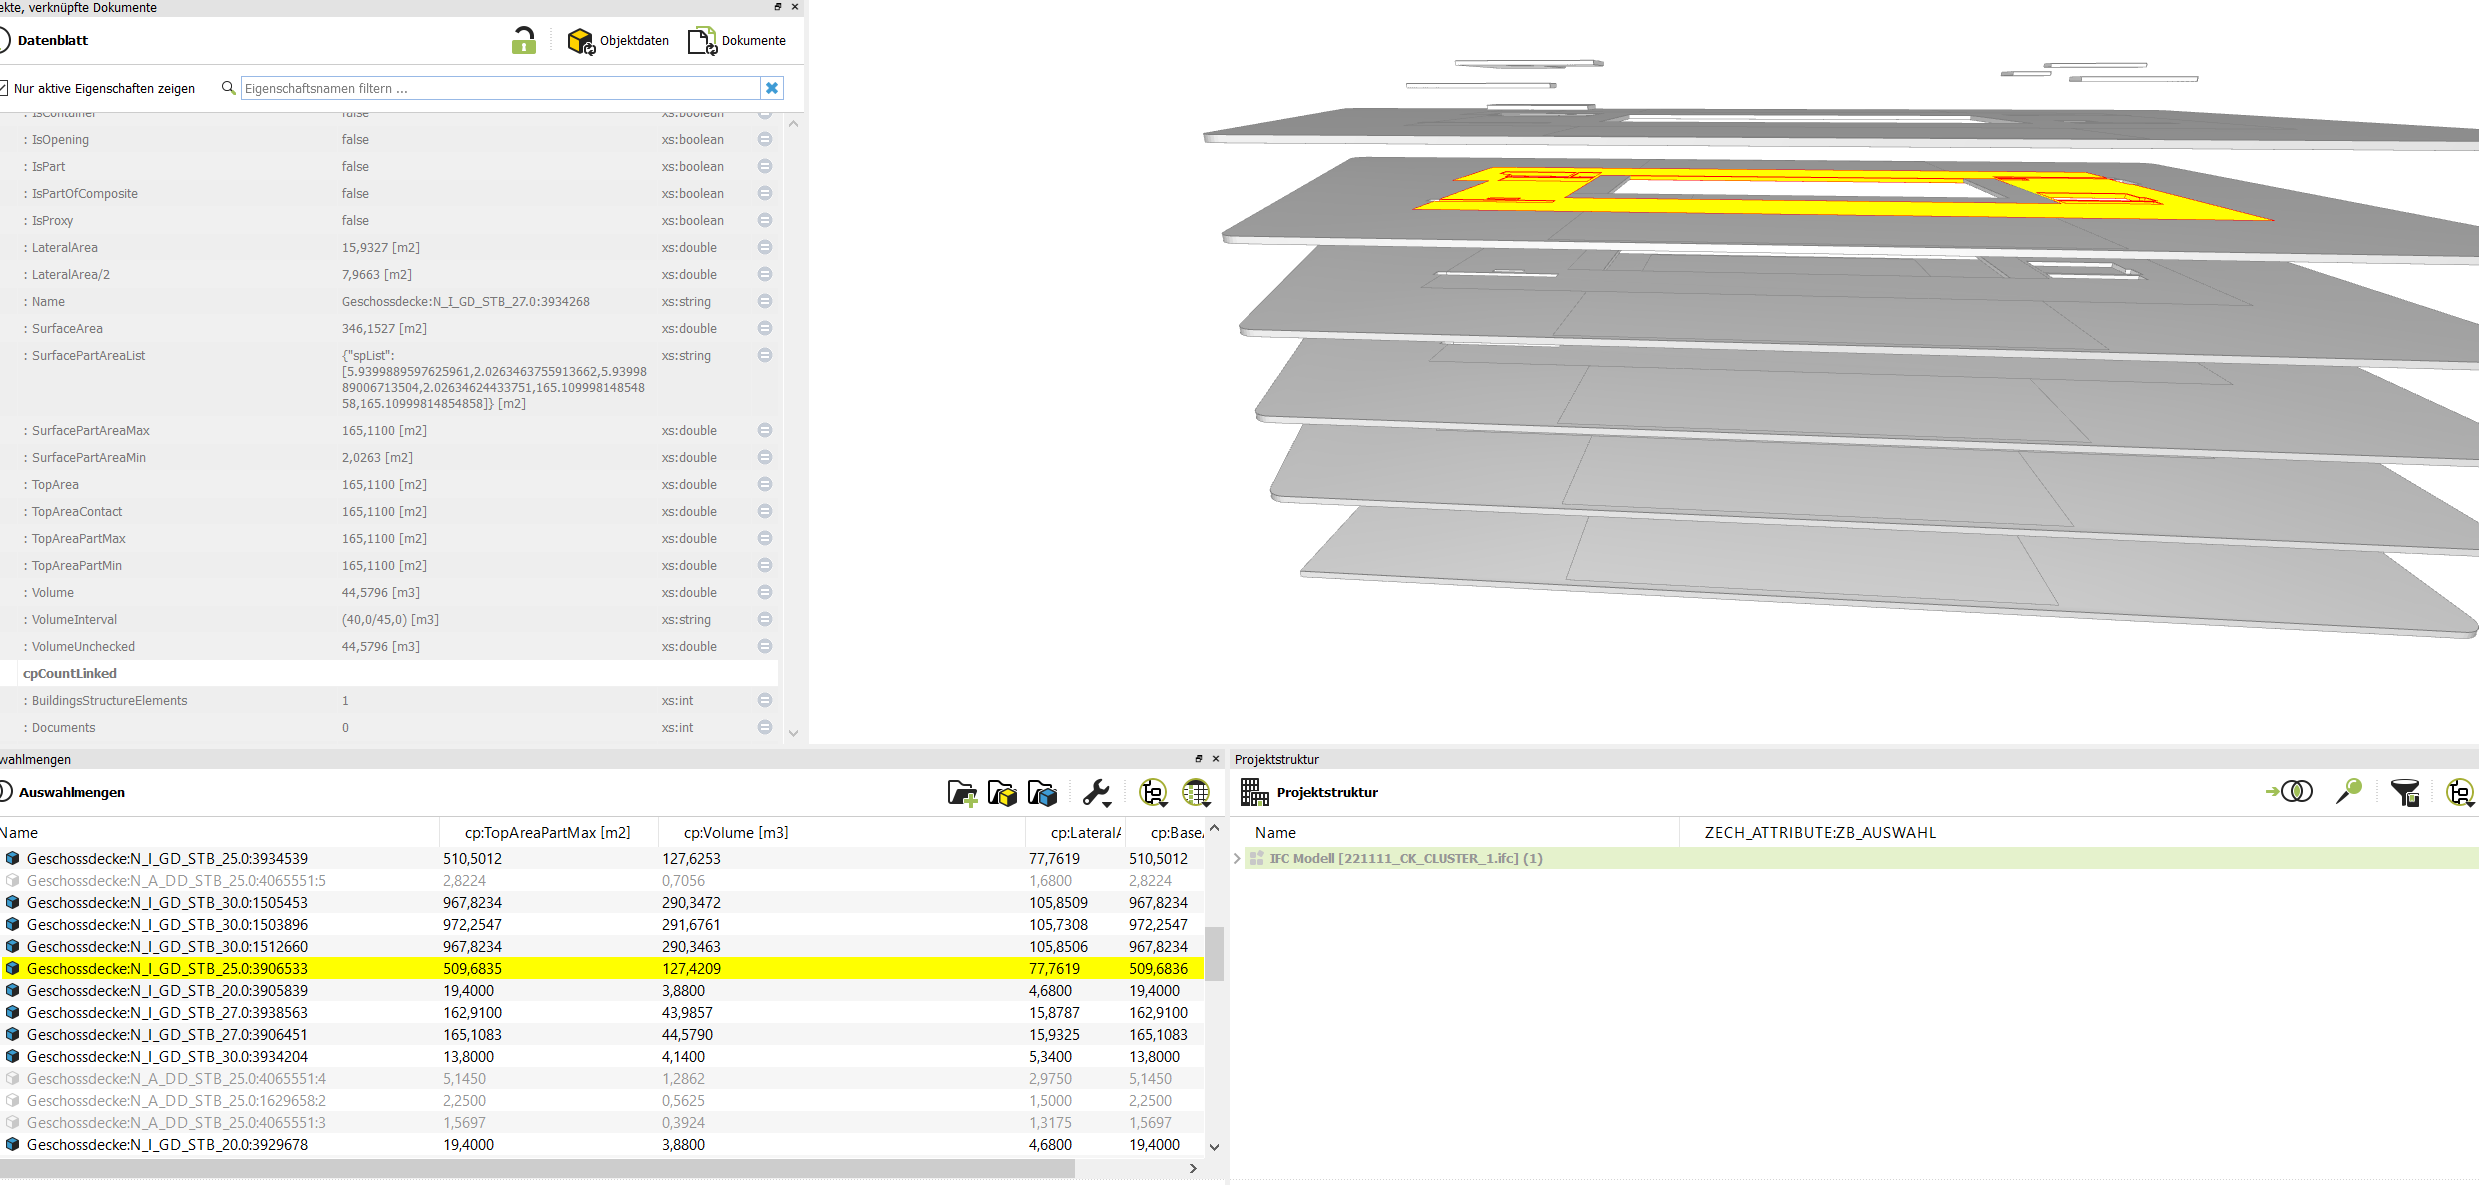 ekte, verknüpfte Dokumente
Datenblatt
Objektdaten
Dokumente
Nur aktive Eigenschaften zeigen
Eigenschaftsnamen filtern ...
: IsContainer false xs:boolean
: IsOpening false xs:boolean
: IsPart false xs:boolean
: IsPartOfComposite false xs:boolean
: IsProxy false xs:boolean
: LateralArea 15,9327 [m2] xs:double
: LateralArea/2 7,9663 [m2] xs:double
: Name Geschossdecke:N_I_GD_STB_27.0:3934268 xs:string
: SurfaceArea 346,1527 [m2] xs:double
: SurfacePartAreaList {"spList": xs:string
[5.9399889597625961,2.0263463755913662,5.93998
89006713504,2.02634624433751,165.109998148548
58,165.10999814854858]} [m2]
: SurfacePartAreaMax 165,1100 [m2] xs:double
: SurfacePartAreaMin 2,0263 [m2] xs:double
: TopArea 165,1100 [m2] xs:double
: TopAreaContact 165,1100 [m2] xs:double
: TopAreaPartMax 165,1100 [m2] xs:double
: TopAreaPartMin 165,1100 [m2] xs:double
: Volume 44,5796 [m3] xs:double
: VolumeInterval (40,0/45,0) [m3] xs:string
: VolumeUnchecked 44,5796 [m3] xs:double
cpCountLinked
: BuildingsStructureElements 1 xs:int
: Documents 0 xs:int
wahlmengen
Auswahlmengen
Name cp:TopAreaPartMax [m2] cp:Volume [m3] cp:LateralA cp:BaseA
Geschossdecke:N_I_GD_STB_25.0:3934539 510,5012 127,6253 77,7619 510,5012
Geschossdecke:N_A_DD_STB_25.0:4065551:5 2,8224 0,7056 1,6800 2,8224
Geschossdecke:N_I_GD_STB_30.0:1505453 967,8234 290,3472 105,8509 967,8234
Geschossdecke:N_I_GD_STB_30.0:1503896 972,2547 291,6761 105,7308 972,2547
Geschossdecke:N_I_GD_STB_30.0:1512660 967,8234 290,3463 105,8506 967,8234
Geschossdecke:N_I_GD_STB_25.0:3906533 509,6835 127,4209 77,7619 509,6836
Geschossdecke:N_I_GD_STB_20.0:3905839 19,4000 3,8800 4,6800 19,4000
Geschossdecke:N_I_GD_STB_27.0:3938563 162,9100 43,9857 15,8787 162,9100
Geschossdecke:N_I_GD_STB_27.0:3906451 165,1083 44,5790 15,9325 165,1083
Geschossdecke:N_I_GD_STB_30.0:3934204 13,8000 4,1400 5,3400 13,8000
Geschossdecke:N_A_DD_STB_25.0:4065551:4 5,1450 1,2862 2,9750 5,1450
Geschossdecke:N_A_DD_STB_25.0:1629658:2 2,2500 0,5625 1,5000 2,2500
Geschossdecke:N_A_DD_STB_25.0:4065551:3 1,5697 0,3924 1,3175 1,5697
Geschossdecke:N_I_GD_STB_20.0:3929678 19,4000 3,8800 4,6800 19,4000
Projektstruktur
Projektstruktur
Name ZECH_ATTRIBUTE:ZB_AUSWAHL
IFC Modell [221111_CK_CLUSTER_1.ifc] (1)